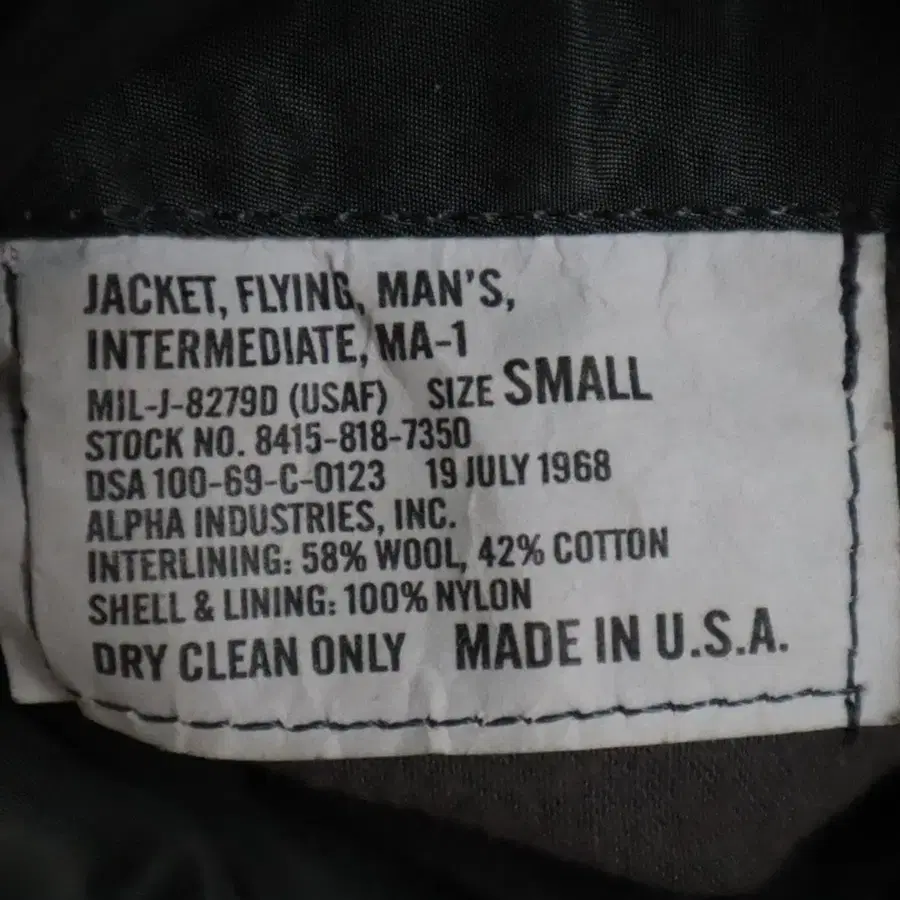 JACKET, FLYING, MAN'S,
INTERMEDIATE, MA-1
MIL-J-8279D (USAF) SIZE SMALL
STOCK NO. 8415-818-7350
DSA 100-69-C-0123 19 JULY 1968
ALPHA INDUSTRIES, INC.
INTERLINING: 58% WOOL, 42% COTTON
SHELL & LINING: 100% NYLON
DRY CLEAN ONLY MADE IN U.S.A.